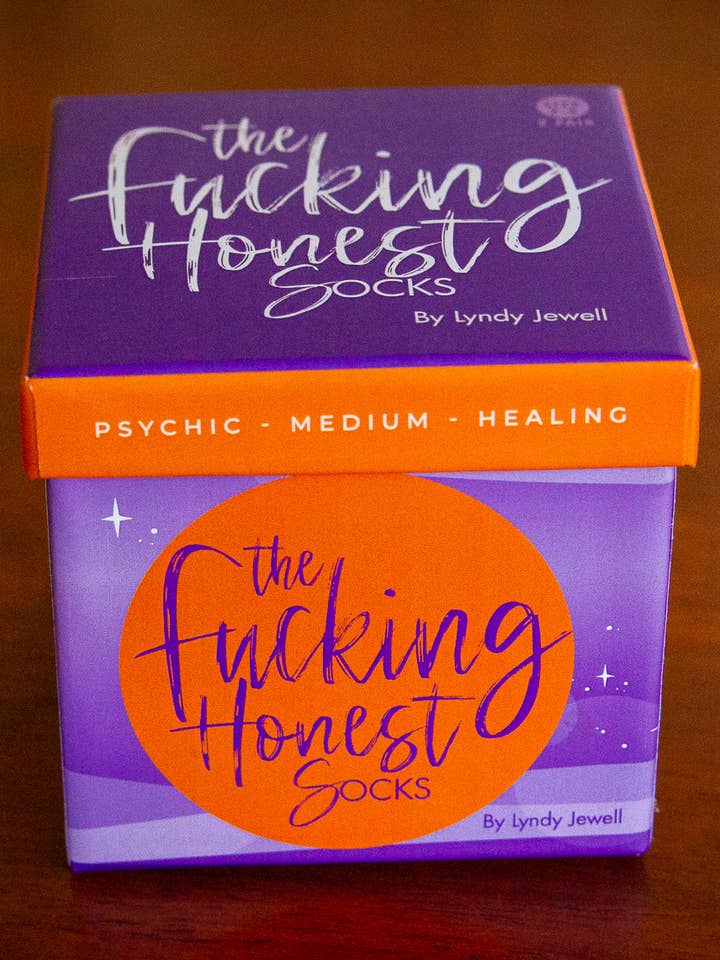 the
Fucking
Honest
SOCKS
By Lyndy Jewell
PSYCHIC - MEDIUM - HEALING
the
Fucking
Honest
SOCKS
By Lyndy Jewell